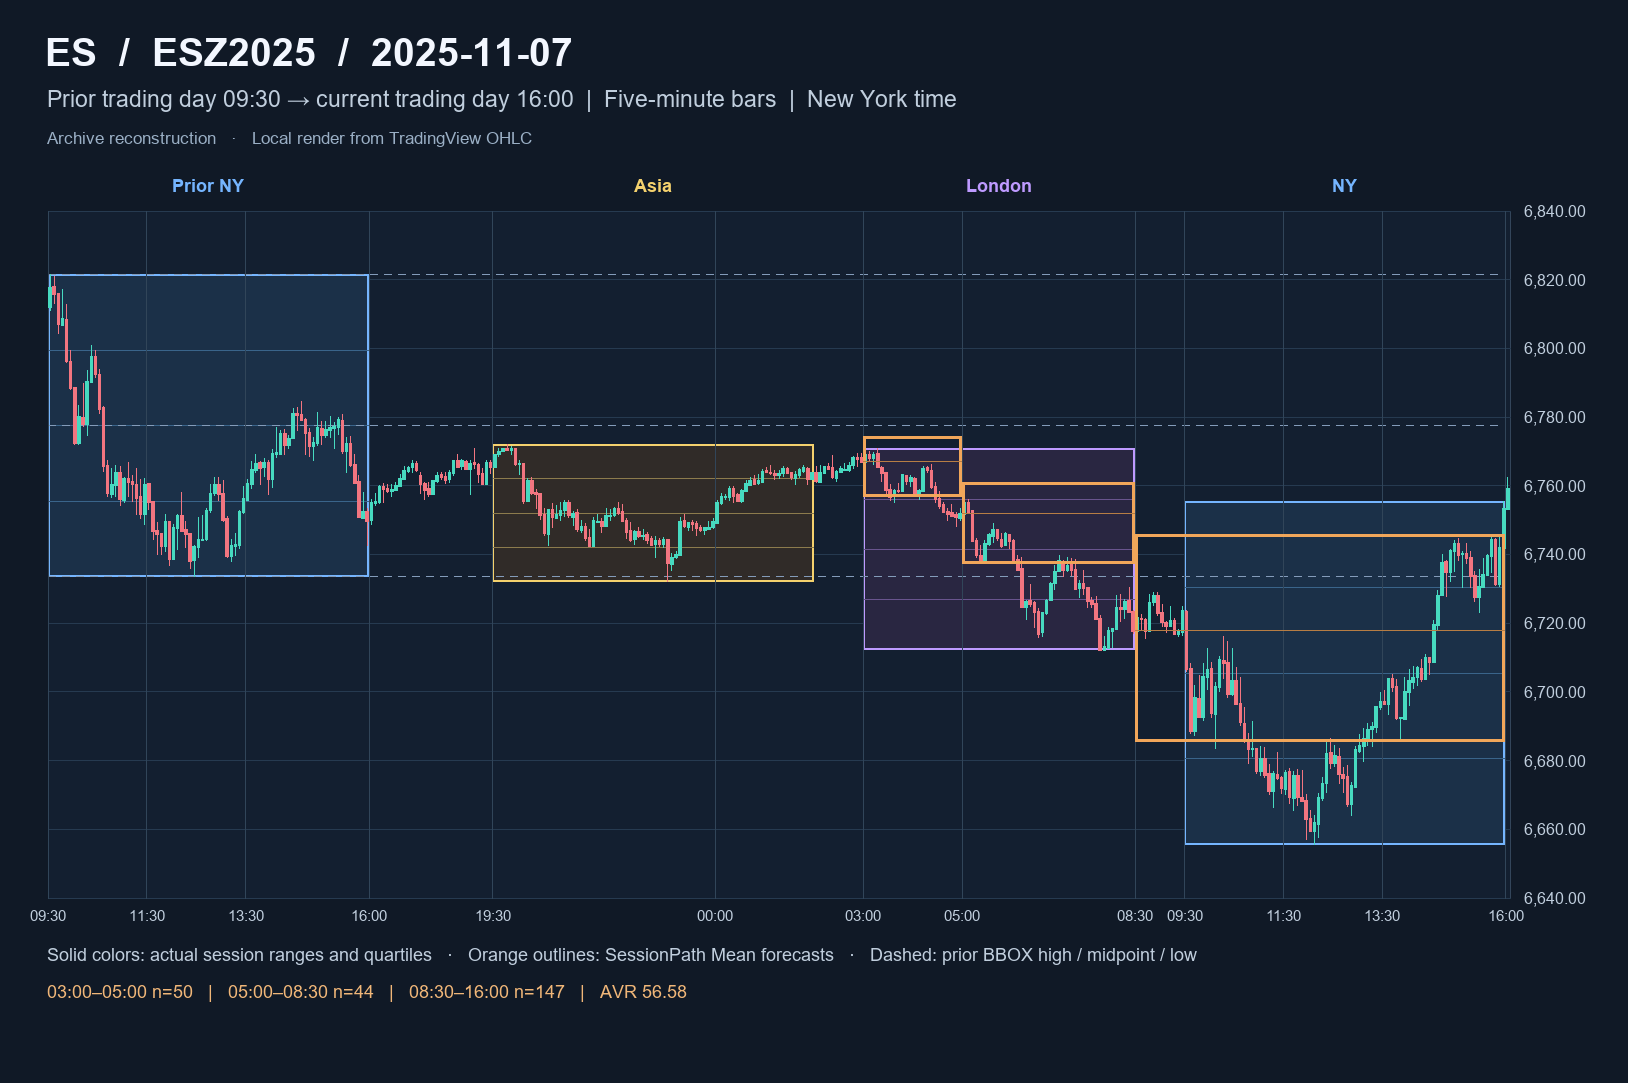 ES / ESZ2025 / 2025-11-07
Prior trading day 09:30 → current trading day 16:00 | Five-minute bars | New York time
Archive reconstruction · Local render from TradingView OHLC
Prior NY Asia London NY
6,840.00
6,820.00
6,800.00
6,780.00
6,760.00
6,740.00
6,720.00
6,700.00
6,680.00
6,660.00
6,640.00
09:30 11:30 13:30 16:00 19:30 00:00 03:00 05:00 08:30 09:30 11:30 13:30 16:00
Solid colors: actual session ranges and quartiles · Orange outlines: SessionPath Mean forecasts · Dashed: prior BBOX high / midpoint / low
03:00–05:00 n=50 | 05:00–08:30 n=44 | 08:30–16:00 n=147 | AVR 56.58